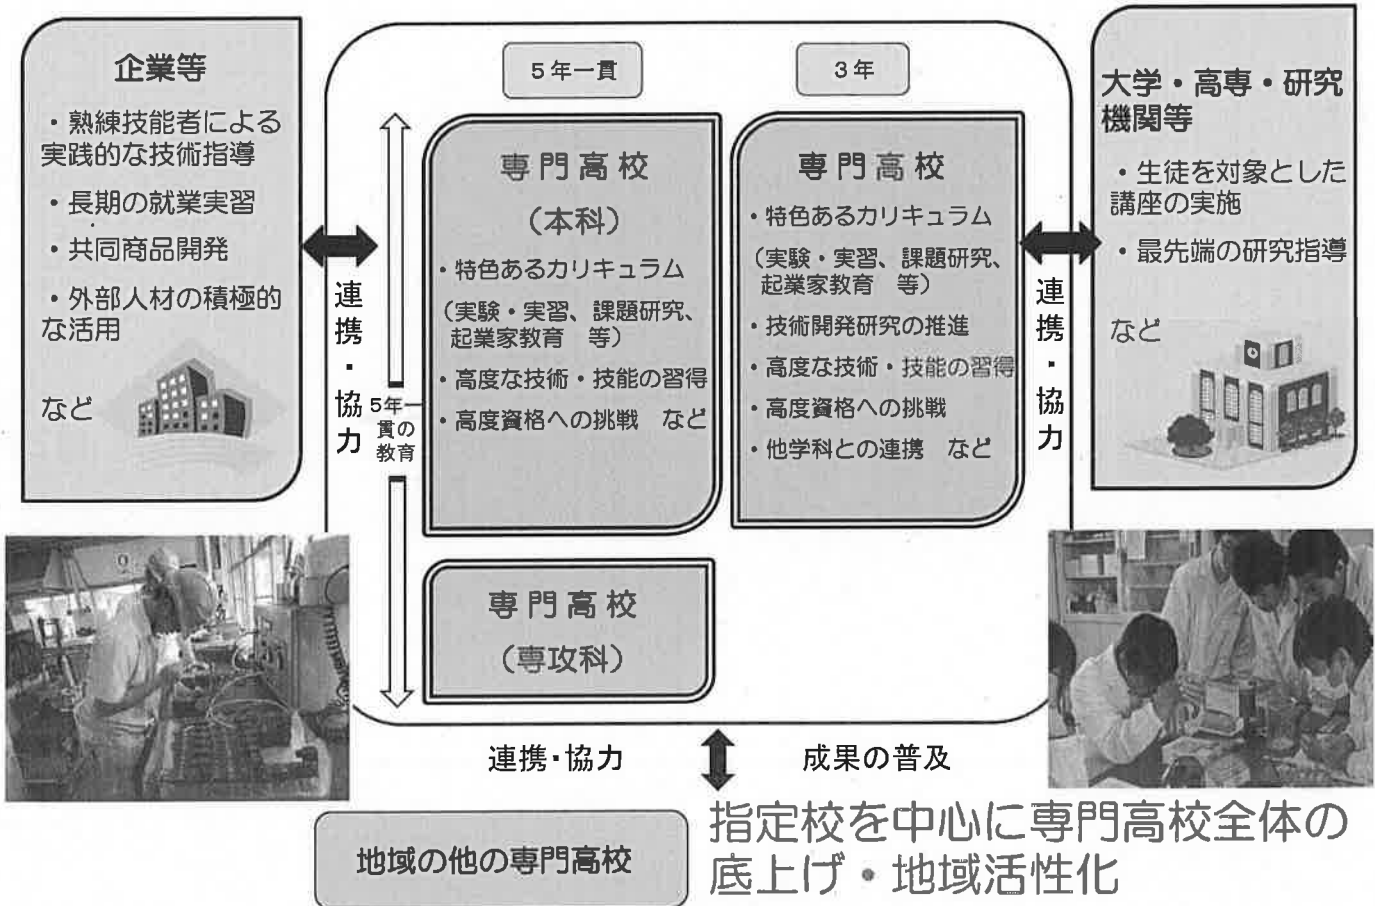 企業等
・熟練技能者による
実践的な技術指導
・長期の就業実習
・共同商品開発
・外部人材の積極的
な活用
など
連携・協力
5年一
貫の
教育
5年一貫
専門高校
(本科)
・特色あるカリキュラム
(実験・実習、課題研究、
起業家教育 等)
・高度な技術・技能の習得
・高度資格への挑戦 など
専門高校
(専攻科)
3年
専門高校
・特色あるカリキュラム
(実験・実習、課題研究、
起業家教育 等)
・技術開発研究の推進
・高度な技術・技能の習得
・高度資格への挑戦
・他学科との連携 など
連携・協力
大学・高専・研究
機関等
・生徒を対象とした
講座の実施
・最先端の研究指導
など
連携・協力
成果の普及
地域の他の専門高校
指定校を中心に専門高校全体の
底上げ・地域活性化